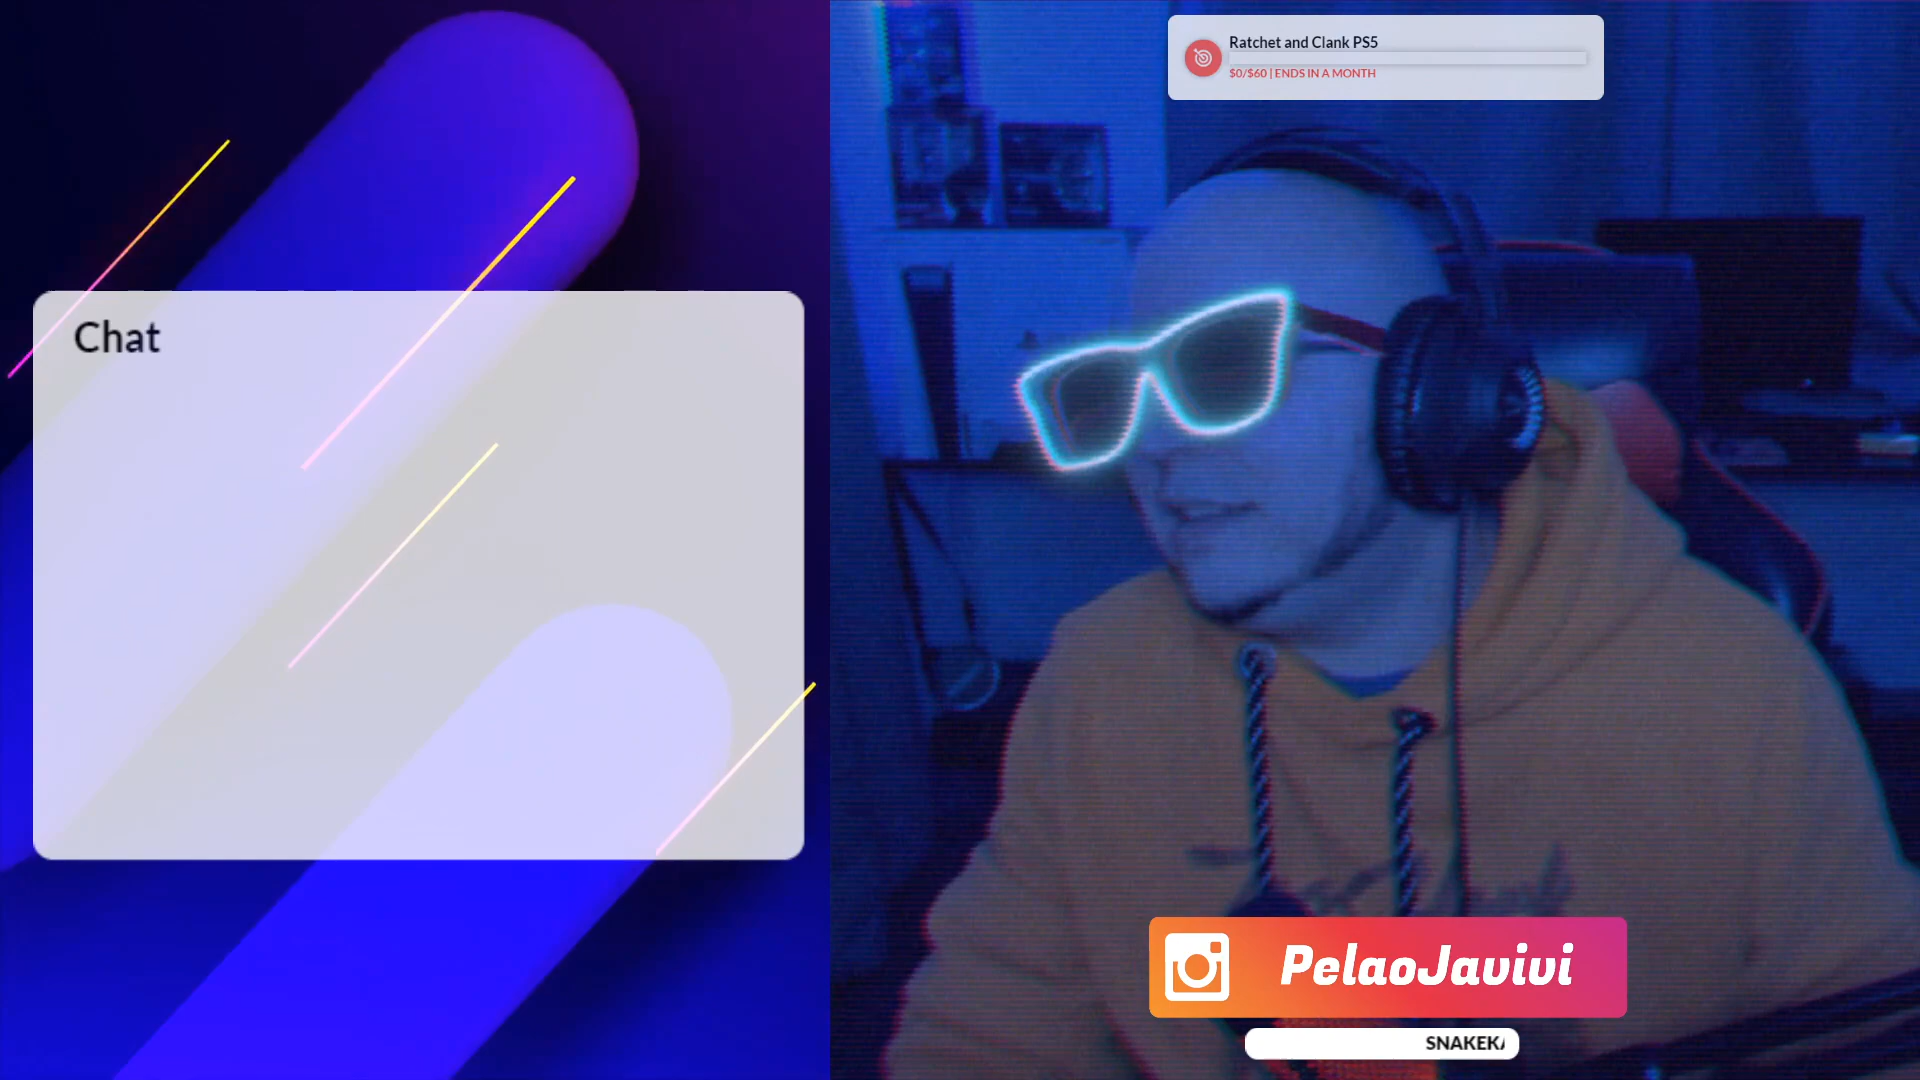 Ratchet and Clank PS5
$0/$60 | ENDS IN A MONTH
Chat
PelaoJavivi